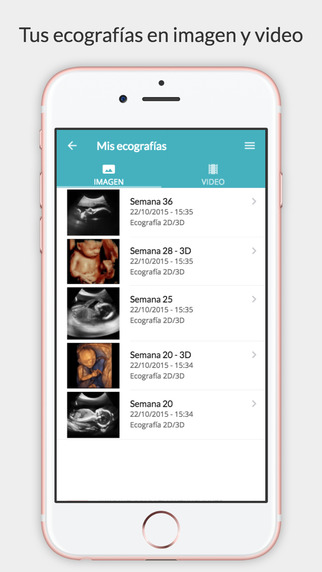 Tus ecografías en imagen y video
Mis ecografías
IMAGEN
VIDEO
Semana 36
22/10/2015 - 15:35
Ecografía 2D/3D
Semana 28 - 3D
22/10/2015 - 15:35
Ecografía 2D/3D
Semana 25
22/10/2015 - 15:35
Ecografía 2D/3D
Semana 20 - 3D
22/10/2015 - 15:34
Ecografía 2D/3D
Semana 20
22/10/2015 - 15:34
Ecografía 2D/3D